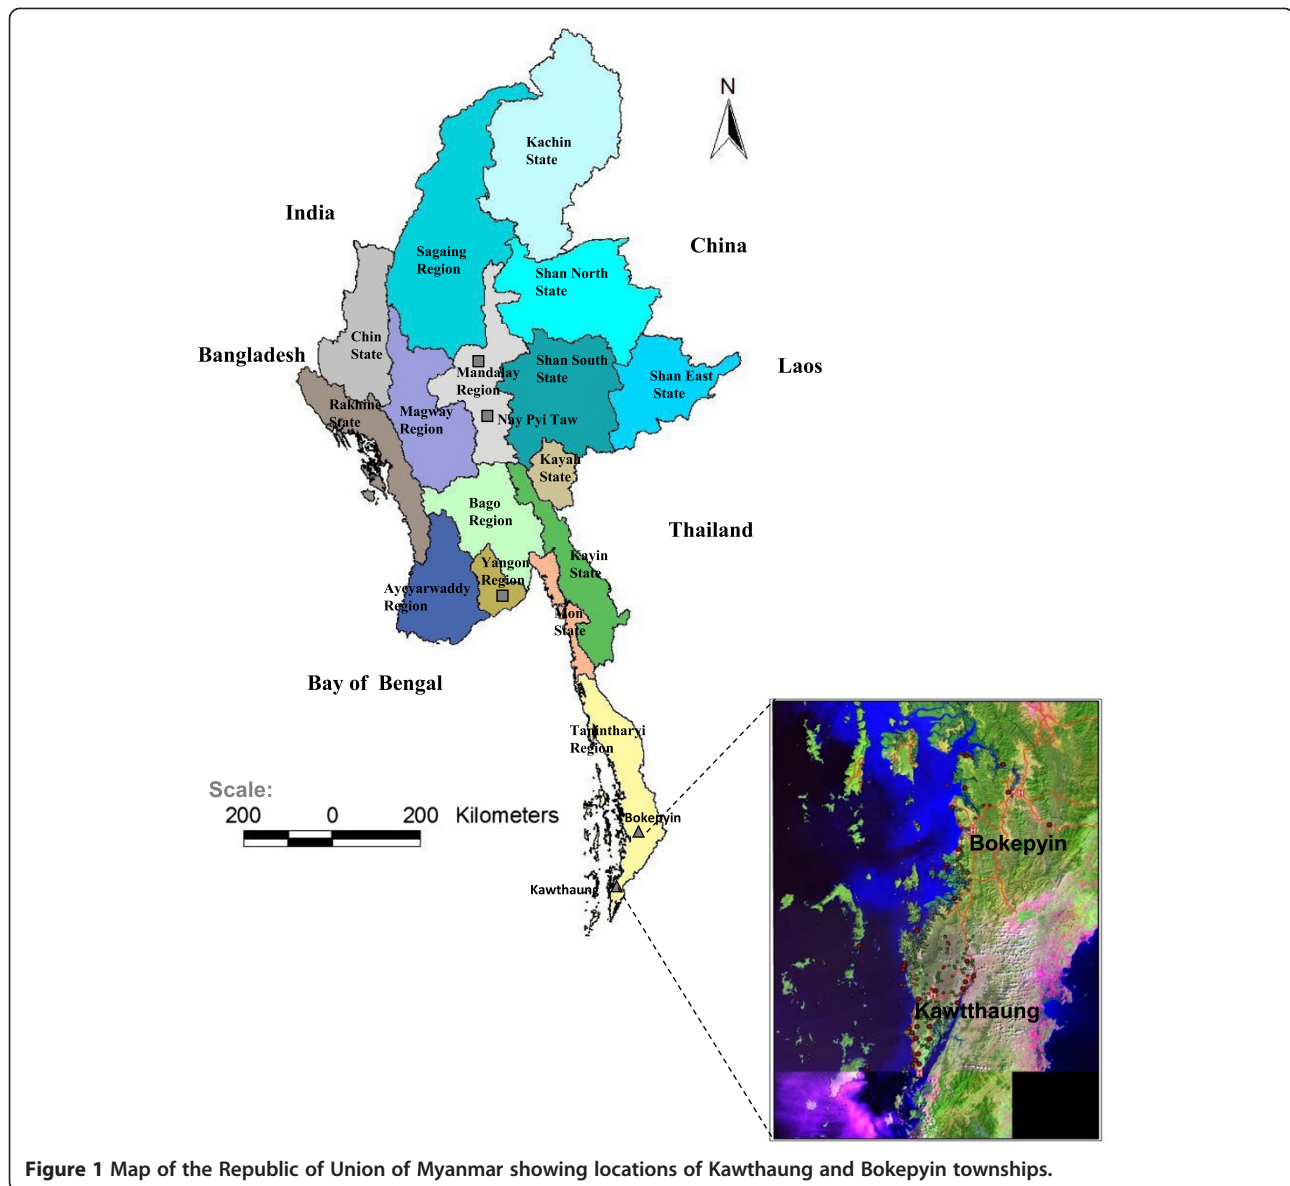 N
Kachin
State
India
China
Sagaing
Region
Shan North
State
Chin
State
Bangladesh
Mandalay
Region
Shan South
State
Shan East
State
Laos
Rakhine
State
Magway
Region
Nay Pyi Taw
Kayah
State
Bago
Region
Thailand
Yangon
Region
Kayin
State
Ayeyarwaddy
Region
Mon
State
Bay of Bengal
Tanintharyi
Region
Scale:
200 0 200 Kilometers
Bokepyin
Kawthaung
H
H
Bokepyin
H
Kawtthaung
H
Figure 1 Map of the Republic of Union of Myanmar showing locations of Kawthaung and Bokepyin townships.